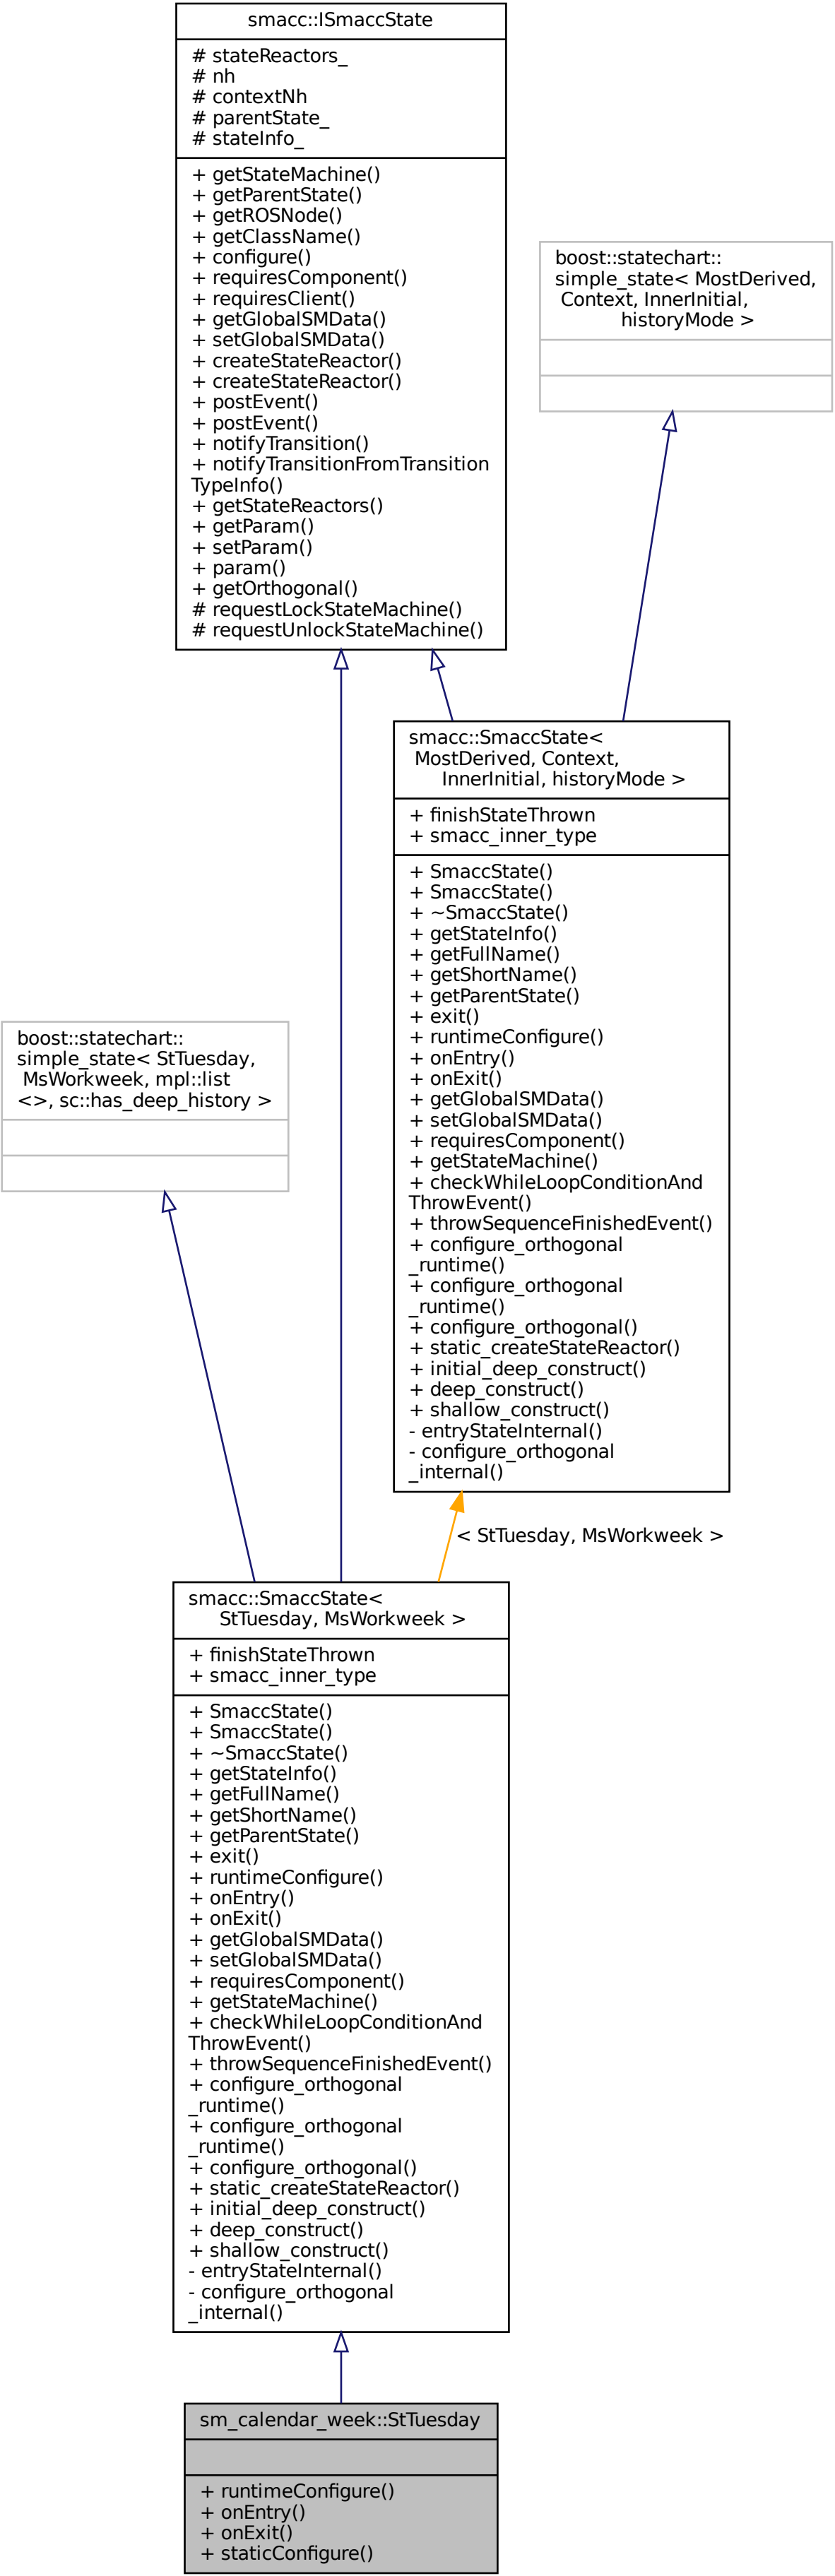 smacc::ISmaccState
# stateReactors_
# nh
# contextNh
# parentState_
# stateInfo_
+ getStateMachine()
+ getParentState()
+ getROSNode()
+ getClassName()
+ configure()
+ requiresComponent()
+ requiresClient()
+ getGlobalSMData()
+ setGlobalSMData()
+ createStateReactor()
+ createStateReactor()
+ postEvent()
+ postEvent()
+ notifyTransition()
+ notifyTransitionFromTransition
TypeInfo()
+ getStateReactors()
+ getParam()
+ setParam()
+ param()
+ getOrthogonal()
# requestLockStateMachine()
# requestUnlockStateMachine()
boost::statechart::
simple_state< MostDerived,
Context, InnerInitial,
historyMode >
smacc::SmaccState<
MostDerived, Context,
InnerInitial, historyMode >
+ finishStateThrown
+ smacc_inner_type
+ SmaccState()
+ SmaccState()
+ ~SmaccState()
+ getStateInfo()
+ getFullName()
+ getShortName()
+ getParentState()
+ exit()
+ runtimeConfigure()
+ onEntry()
+ onExit()
+ getGlobalSMData()
+ setGlobalSMData()
+ requiresComponent()
+ getStateMachine()
+ checkWhileLoopConditionAnd
ThrowEvent()
+ throwSequenceFinishedEvent()
+ configure_orthogonal
_runtime()
+ configure_orthogonal
_runtime()
+ configure_orthogonal()
+ static_createStateReactor()
+ initial_deep_construct()
+ deep_construct()
+ shallow_construct()
- entryStateInternal()
- configure_orthogonal
_internal()
boost::statechart::
simple_state< StTuesday,
MsWorkweek, mpl::list
<>, sc::has_deep_history >
< StTuesday, MsWorkweek >
smacc::SmaccState<
StTuesday, MsWorkweek >
+ finishStateThrown
+ smacc_inner_type
+ SmaccState()
+ SmaccState()
+ ~SmaccState()
+ getStateInfo()
+ getFullName()
+ getShortName()
+ getParentState()
+ exit()
+ runtimeConfigure()
+ onEntry()
+ onExit()
+ getGlobalSMData()
+ setGlobalSMData()
+ requiresComponent()
+ getStateMachine()
+ checkWhileLoopConditionAnd
ThrowEvent()
+ throwSequenceFinishedEvent()
+ configure_orthogonal
_runtime()
+ configure_orthogonal
_runtime()
+ configure_orthogonal()
+ static_createStateReactor()
+ initial_deep_construct()
+ deep_construct()
+ shallow_construct()
- entryStateInternal()
- configure_orthogonal
_internal()
sm_calendar_week::StTuesday
+ runtimeConfigure()
+ onEntry()
+ onExit()
+ staticConfigure()